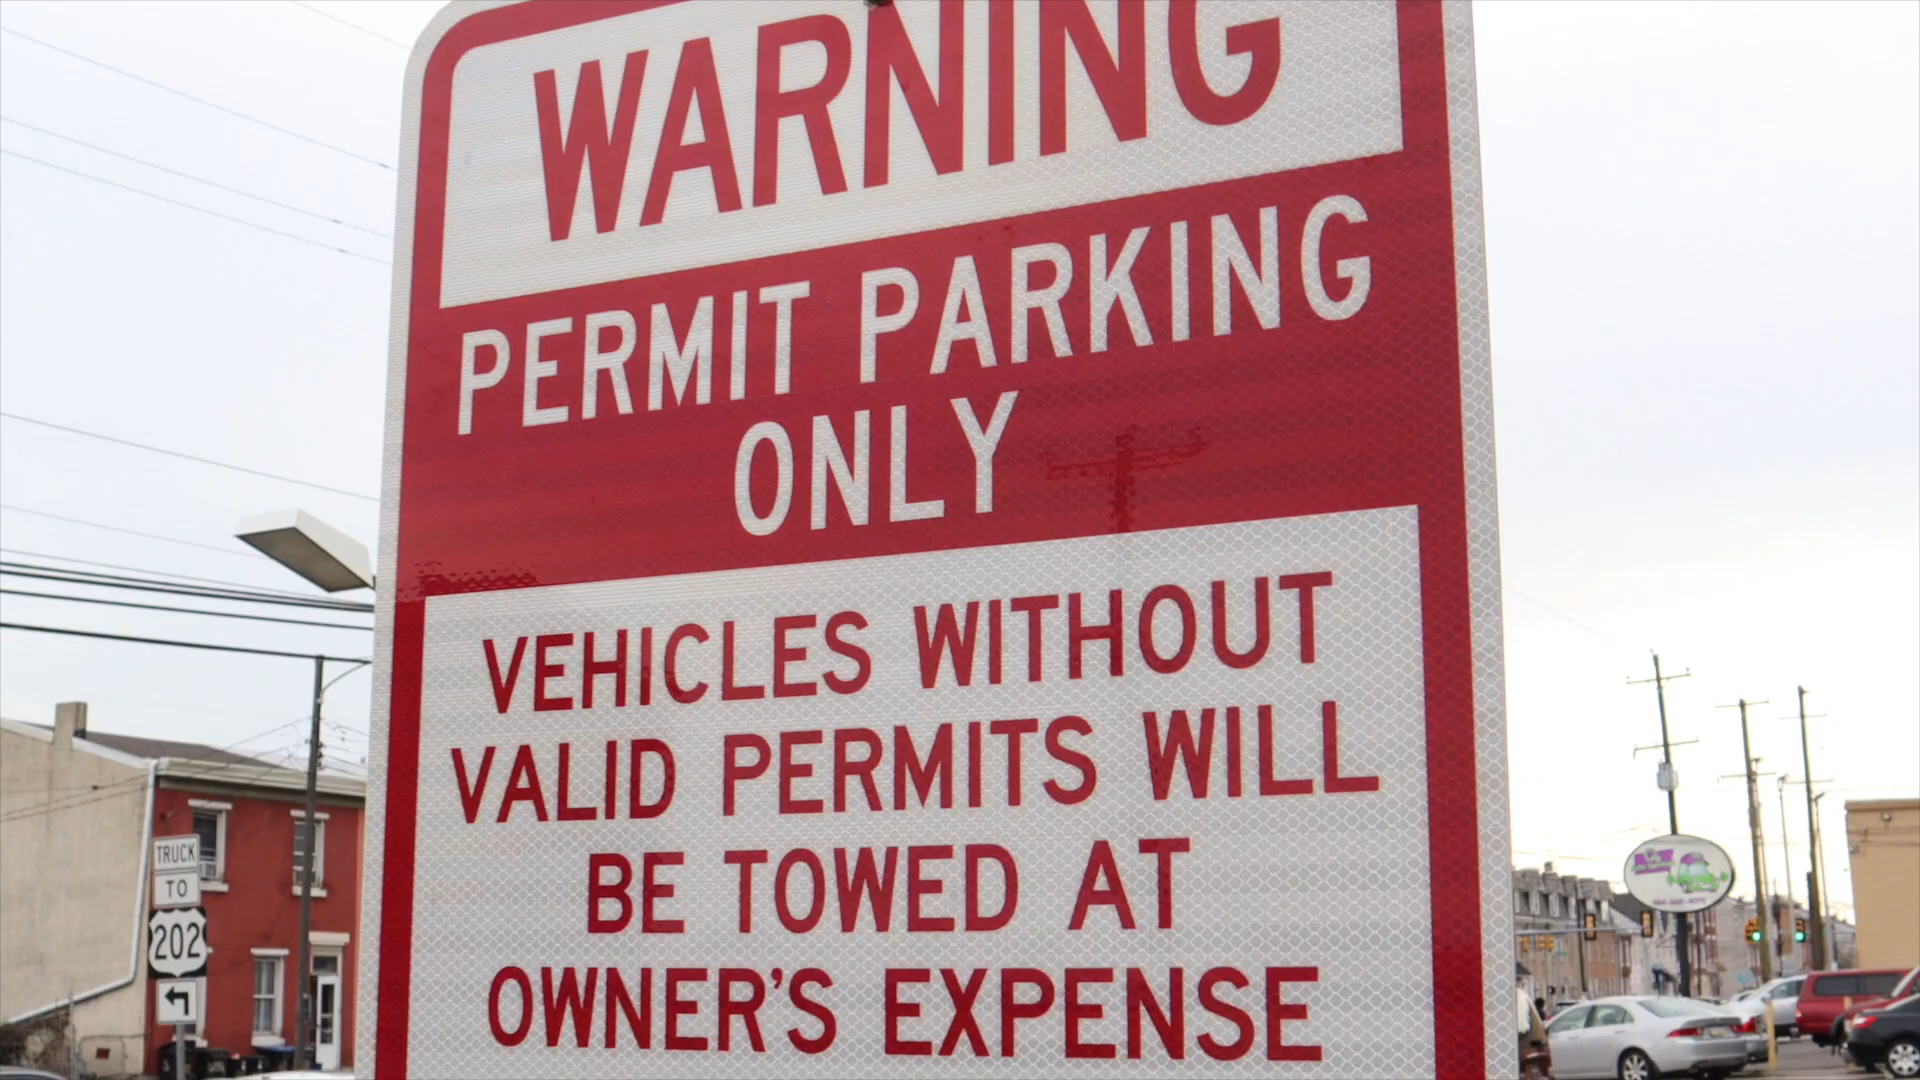 WARNING
PERMIT PARKING
ONLY
VEHICLES WITHOUT
VALID PERMITS WILL
BE TOWED AT
OWNER'S EXPENSE
TRUCK
TO
202